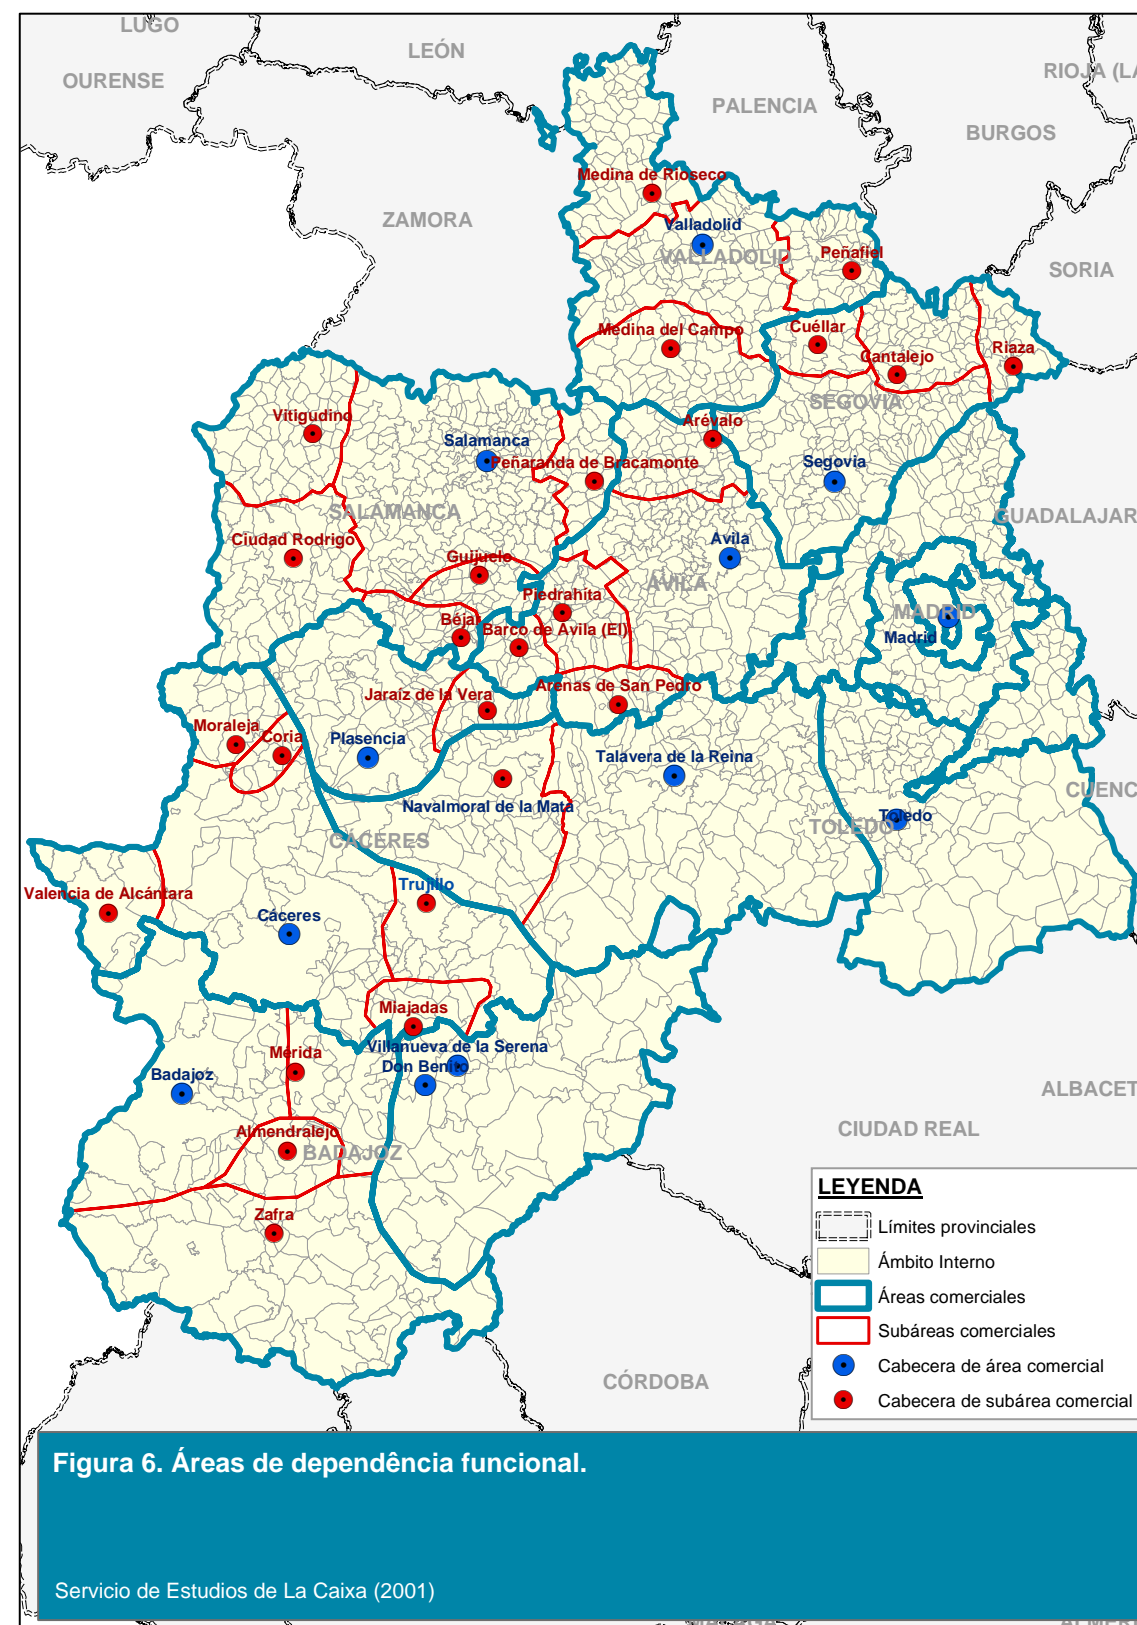 LUGO
LEÓN
OURENSE
RIOJA (LA
PALENCIA
BURGOS
Medina de Rioseco
ZAMORA
Valladolid
VALLADOLID
Peñafiel
SORIA
Medina del Campo
Cuéllar
Cantalejo
Riaza
SEGOVIA
Vitigudino
Salamanca
Arévalo
Peñaranda de Bracamonte
Segovia
SALAMANCA
GUADALAJAR
Ciudad Rodrigo
Guijuelo
Avila
ÁVILA
Piedrahita
MADRID
Madrid
Béjar
Barco de Avila (El)
Jaraíz de la Vera
Arenas de San Pedro
Moraleja
Coria
Plasencia
Talavera de la Reina
Navalmoral de la Mata
CUENC
Toledo
TOLEDO
CÁCERES
Valencia de Alcántara
Trujillo
Cáceres
Miajadas
Villanueva de la Serena
Don Benito
Mérida
Badajoz
ALBACET
CIUDAD REAL
Almendralejo
BADAJOZ
Zafra
LEYENDA
Límites provinciales
Ámbito Interno
Áreas comerciales
Subáreas comerciales
Cabecera de área comercial
Cabecera de subárea comercial
CÓRDOBA
Figura 6. Áreas de dependência funcional.
Servicio de Estudios de La Caixa (2001)